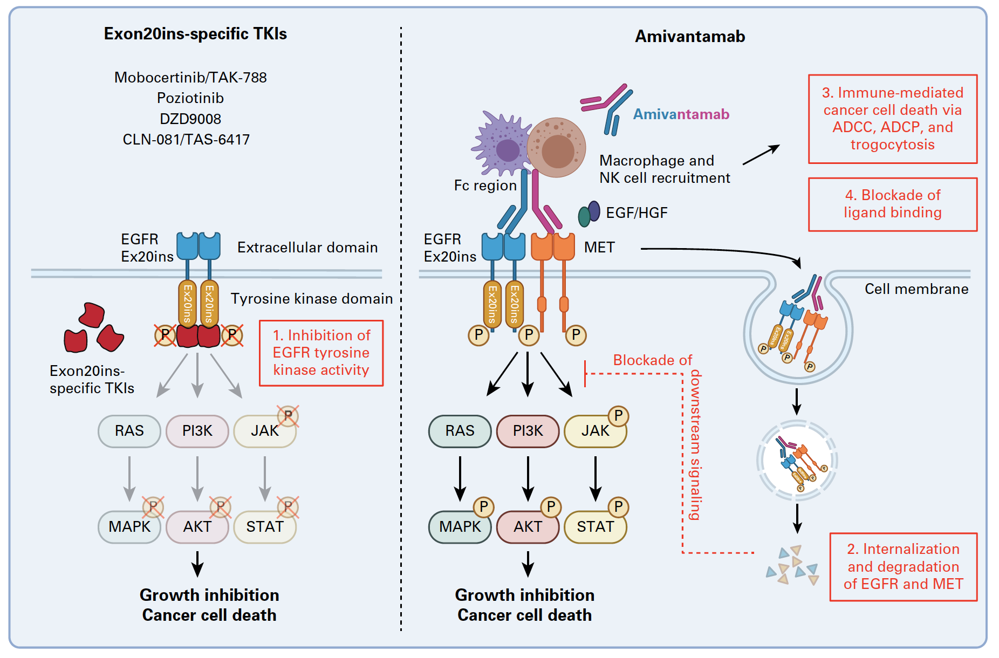 Exon20ins-specific TKIs
Mobocertinib/TAK-788
Poziotinib
DZD9008
CLN-081/TAS-6417
EGFR
Ex20ins
Extracellular domain
Ex20ins
Ex20ins
Tyrosine kinase domain
P
P
1. Inhibition of
EGFR tyrosine
kinase activity
Exon20ins-
specific TKIs
RAS
PI3K
JAK
P
MAPK
P
AKT
P
STAT
P
Growth inhibition
Cancer cell death
Amivantamab
Amivantamab
Macrophage and
NK cell recruitment
3. Immune-mediated
cancer cell death via
ADCC, ADCP, and
trogocytosis
4. Blockade of
ligand binding
Fc region
EGF/HGF
EGFR
Ex20ins
MET
Cell membrane
Ex20ins
Ex20ins
P
P
P
Ex20ins
Ex20ins
P
P
P
Blockade of
downstream signaling
RAS
PI3K
JAK
P
MAPK
P
AKT
P
STAT
P
Ex20ins
Ex20ins
P
P
P
2. Internalization
and degradation
of EGFR and MET
Growth inhibition
Cancer cell death